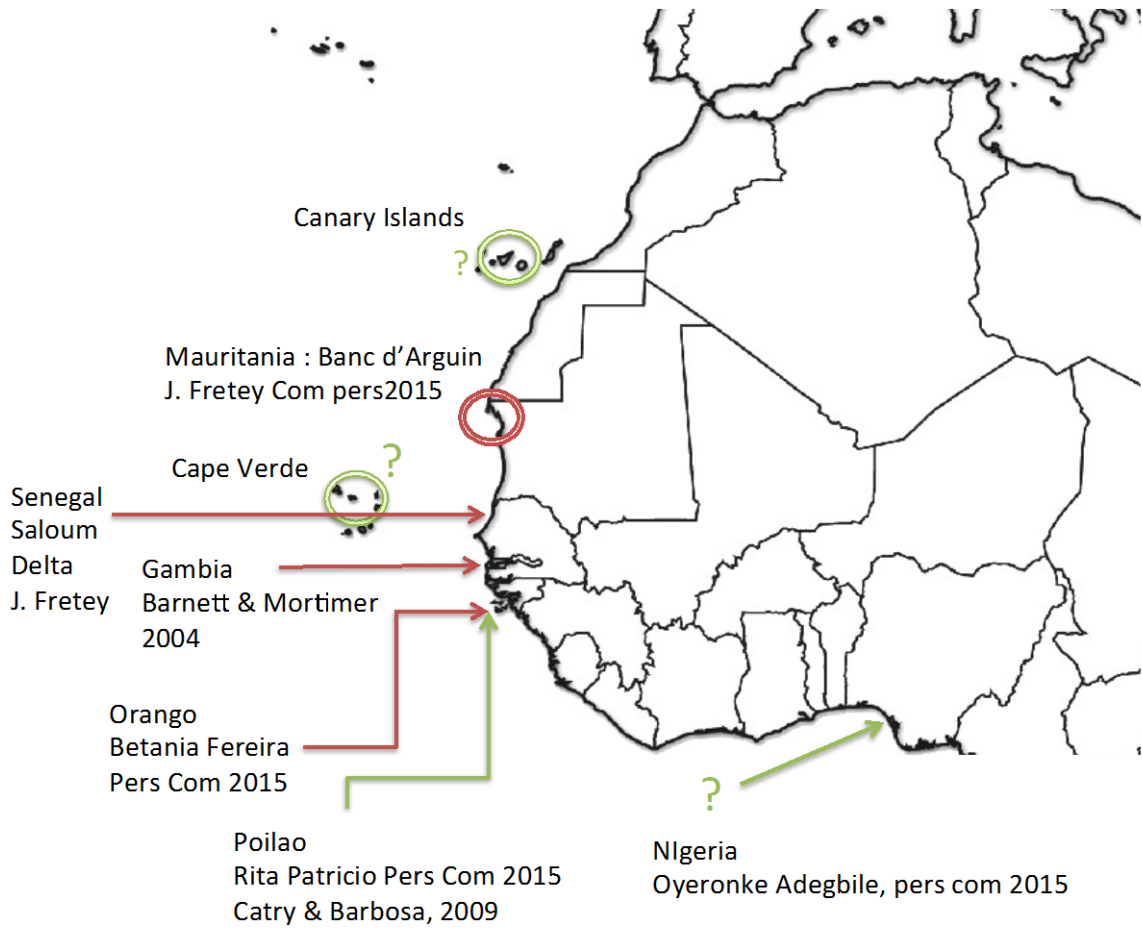 Canary Islands
?
Mauritania : Banc d'Arguin
J. Fretey Com pers2015
Cape Verde
?
Senegal
Saloum
Delta
J. Fretey
Gambia
Barnett & Mortimer
2004
Orango
Betania Fereira
Pers Com 2015
Poilao
Rita Patricio Pers Com 2015
Catry & Barbosa, 2009
?
NIgeria
Oyeronke Adegbile, pers com 2015